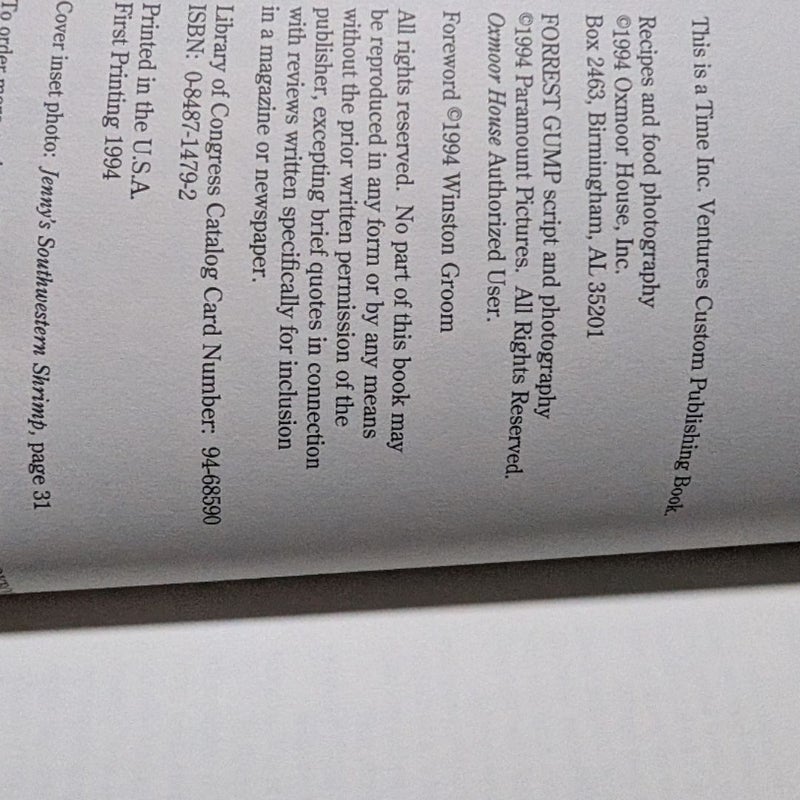 This is a Time Inc. Ventures Custom Publishing Book.
Recipes and food photography
©1994 Oxmoor House, Inc.
Box 2463, Birmingham, AL 35201
FORREST GUMP script and photography
©1994 Paramount Pictures. All Rights Reserved.
Oxmoor House Authorized User.
Foreword ©1994 Winston Groom
All rights reserved. No part of this book may
be reproduced in any form or by any means
without the prior written permission of the
publisher, excepting brief quotes in connection
with reviews written specifically for inclusion
in a magazine or newspaper.
Library of Congress Catalog Card Number: 94-68590
ISBN: 0-8487-1479-2
Printed in the U.S.A.
First Printing 1994
Cover inset photo: Jenny's Southwestern Shrimp, page 31
To order more